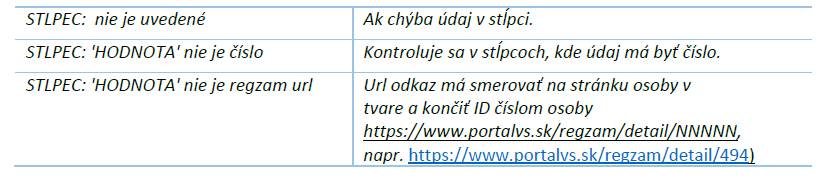 STLPEC:  nie je uvedené
Ak chýba údaj v stĺpci.
STLPEC: 'HODNOTA' nie je číslo
Kontroluje sa v stĺpcoch, kde údaj má byť číslo.
STLPEC: 'HODNOTA' nie je regzam url
Url odkaz má smerovať na stránku osoby v
tvare a končiť ID číslom osoby
https://www.portalvs.sk/regzam/detail/NNNNN,
napr. https://www.portalvs.sk/regzam/detail/494)